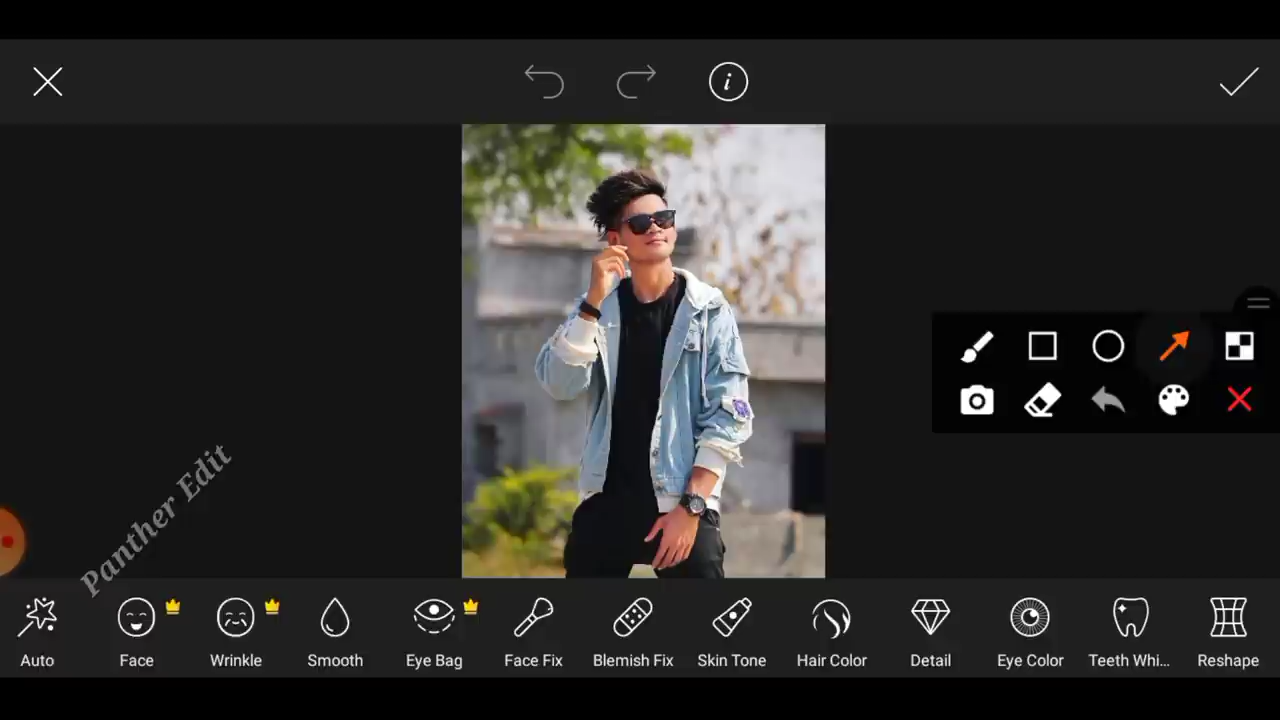 Panther Edit
Auto
Face
Wrinkle
Smooth
Eye Bag
Face Fix
Blemish Fix
Skin Tone
Hair Color
Detail
Eye Color
Teeth Whi...
Reshape